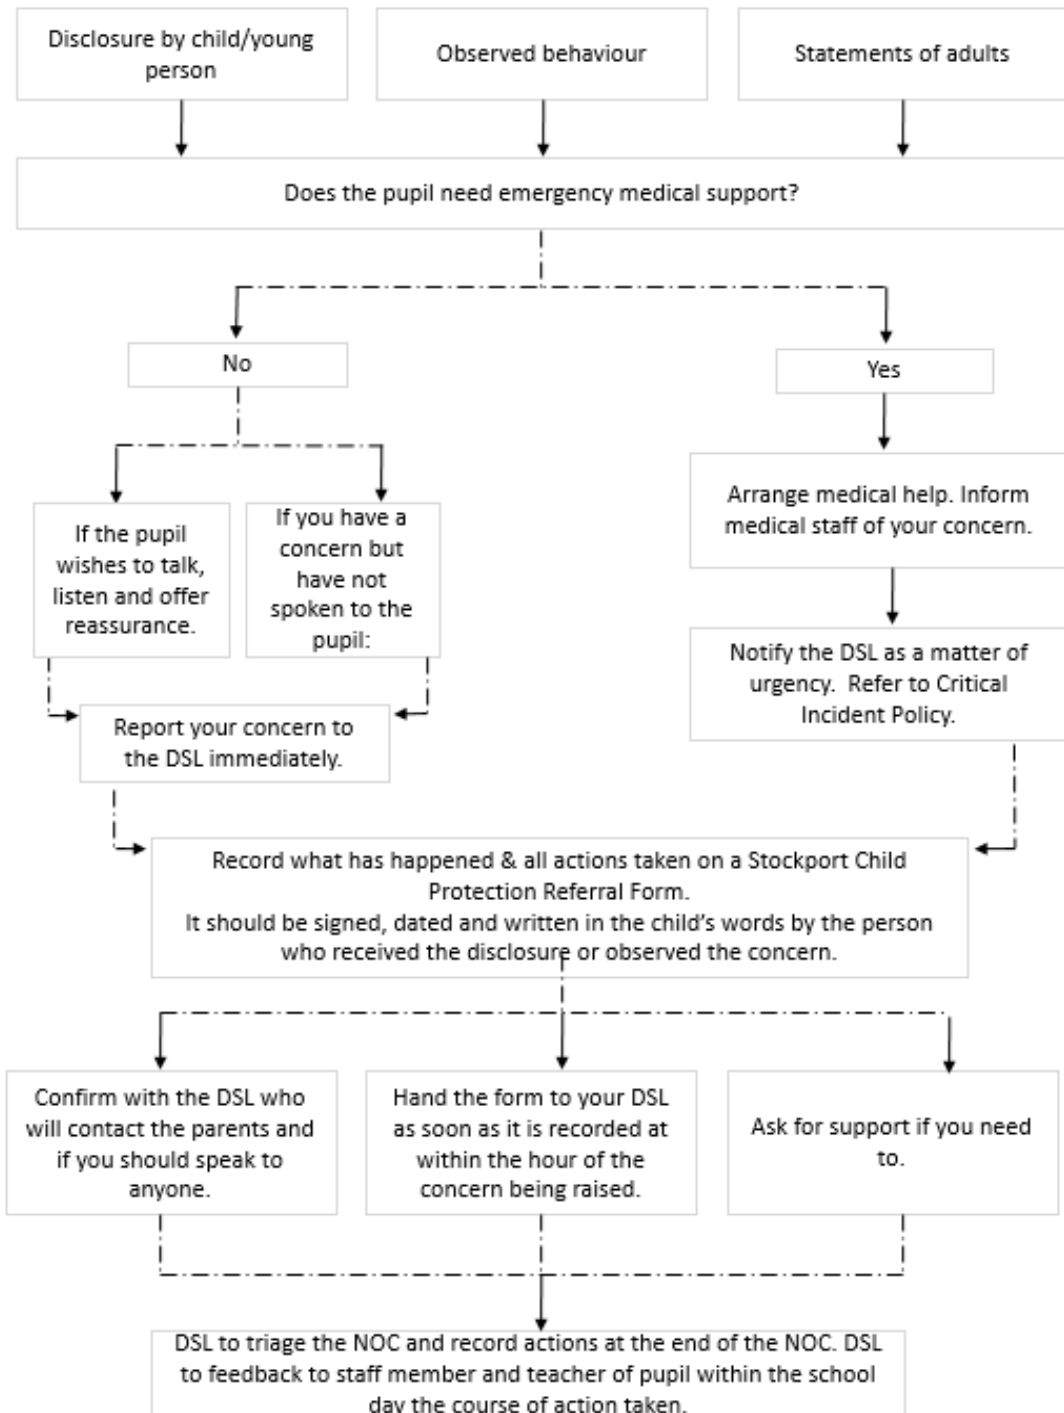 Disclosure by child/young
person
Observed behaviour
Statements of adults
Does the pupil need emergency medical support?
No
Yes
If the pupil
wishes to talk,
listen and offer
reassurance.
If you have a
concern but
have not
spoken to the
pupil:
Arrange medical help. Inform
medical staff of your concern.
Notify the DSL as a matter of
urgency.  Refer to Critical
Incident Policy.
Report your concern to
the DSL immediately.
Record what has happened & all actions taken on a Stockport Child
Protection Referral Form.
It should be signed, dated and written in the child’s words by the person
who received the disclosure or observed the concern.
Confirm with the DSL who
will contact the parents and
if you should speak to
anyone.
Hand the form to your DSL
as soon as it is recorded at
within the hour of the
concern being raised.
Ask for support if you need
to.
DSL to triage the NOC and record actions at the end of the NOC. DSL
to feedback to staff member and teacher of pupil within the school
day the course of action taken.